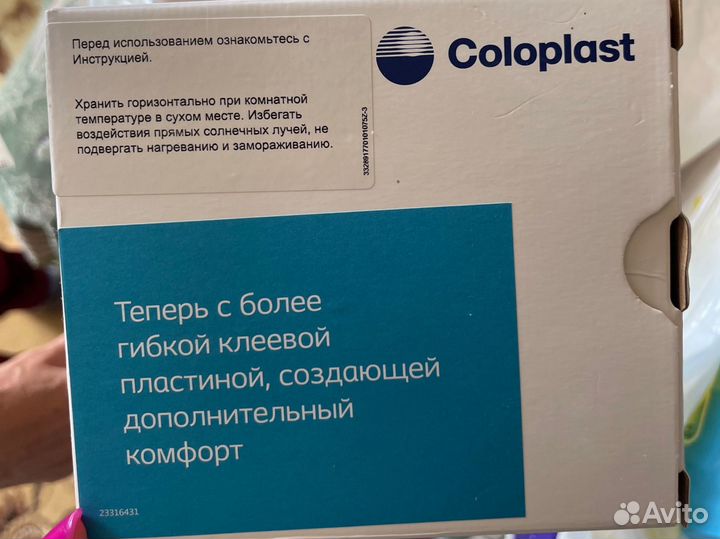 Перед использованием ознакомьтесь с
Инструкцией.
Хранить горизонтально при комнатной
температуре в сухом месте. Избегать
воздействия прямых солнечных лучей, не
подвергать нагреванию и замораживанию.
Coloplast
Теперь с более
гибкой клеевой
пластиной, создающей
дополнительный
комфорт
23316431
Avito